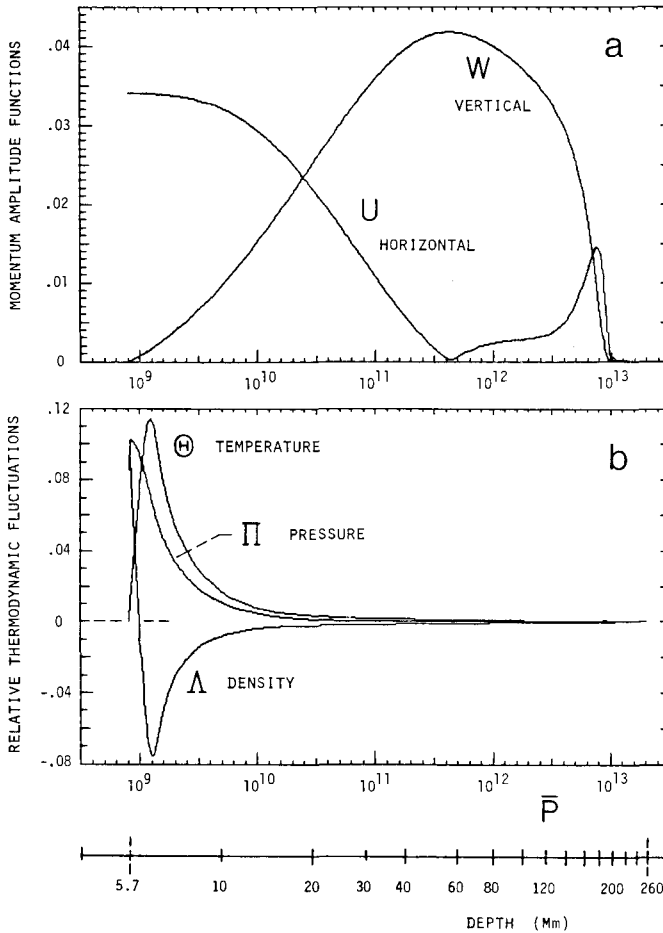 a
MOMENTUM AMPLITUDE FUNCTIONS
.04
.03
.02
.01
0
W
VERTICAL
U
HORIZONTAL
10⁹ 10¹⁰ 10¹¹ 10¹² 10¹³
b
RELATIVE THERMODYNAMIC FLUCTUATIONS
0.12
.08
.04
0
-.04
-.08
Θ TEMPERATURE
Π PRESSURE
Λ DENSITY
10⁹ 10¹⁰ 10¹¹ 10¹² 10¹³
P̅
5.7 10 20 30 40 60 80 120 200 260
DEPTH (Mm)